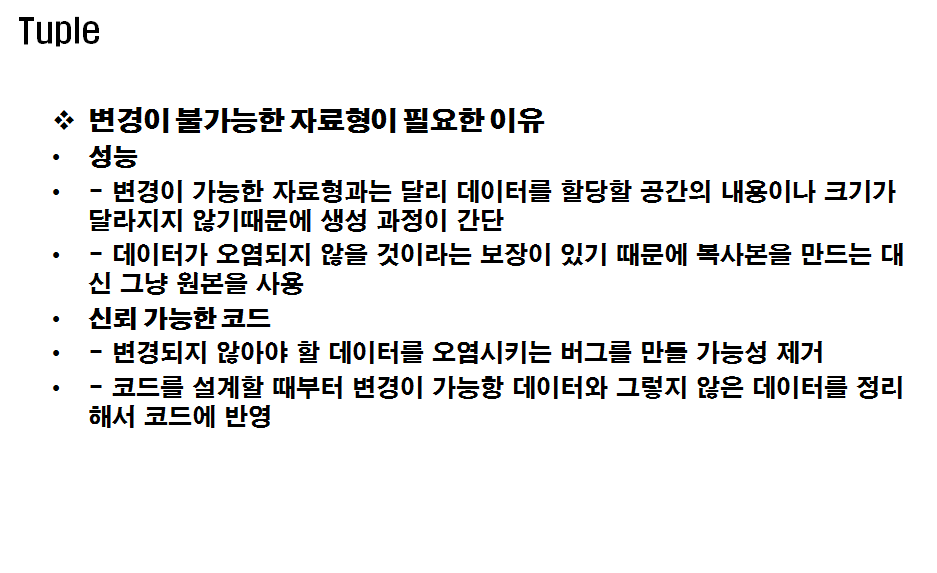 Tuple
❖ 변경이 불가능한 자료형이 필요한 이유
• 성능
• - 변경이 가능한 자료형과는 달리 데이터를 할당할 공간의 내용이나 크기가
달라지지 않기때문에 생성 과정이 간단
• - 데이터가 오염되지 않을 것이라는 보장이 있기 때문에 복사본을 만드는 대
신 그냥 원본을 사용
• 신뢰 가능한 코드
• - 변경되지 않아야 할 데이터를 오염시키는 버그를 만들 가능성 제거
• - 코드를 설계할 때부터 변경이 가능항 데이터와 그렇지 않은 데이터를 정리
해서 코드에 반영